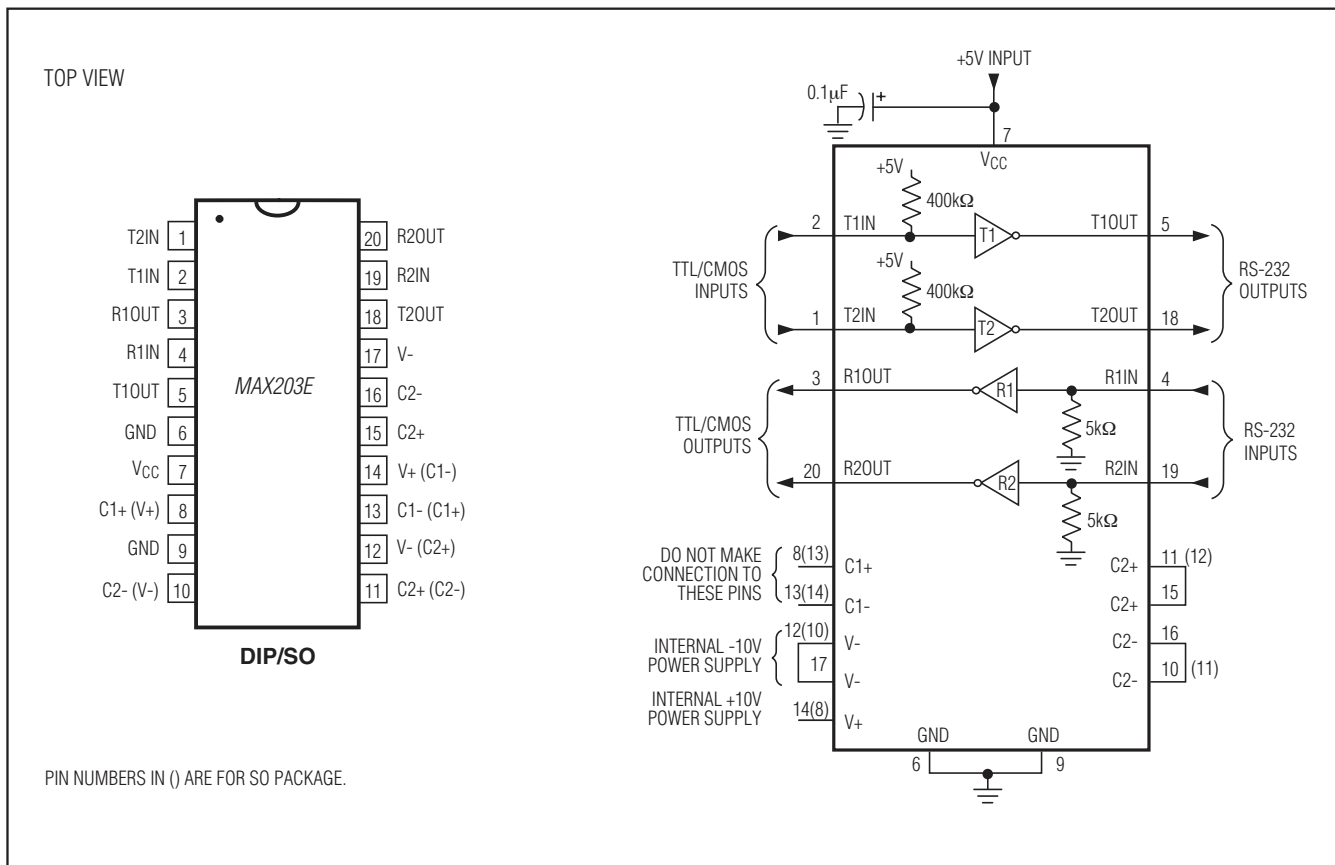 TOP VIEW
DIP/SO
MAX203E
T2IN 1
T1IN 2
R1OUT 3
R1IN 4
T1OUT 5
GND 6
VCC 7
C1+ (V+) 8
GND 9
C2- (V-) 10
20 R2OUT
19 R2IN
18 T2OUT
17 V-
16 C2-
15 C2+
14 V+ (C1-)
13 C1- (C1+)
12 V- (C2+)
11 C2+ (C2-)
PIN NUMBERS IN () ARE FOR SO PACKAGE.
+5V INPUT
0.1μF +
7
VCC
+5V
400kΩ
2 T1IN T1 T1OUT 5
+5V
400kΩ
1 T2IN T2 T2OUT 18
TTL/CMOS
INPUTS
RS-232
OUTPUTS
3 R1OUT R1 R1IN 4
5kΩ
20 R2OUT R2 R2IN 19
5kΩ
TTL/CMOS
OUTPUTS
RS-232
INPUTS
DO NOT MAKE
CONNECTION TO
THESE PINS
8(13) C1+
13(14) C1-
INTERNAL -10V
POWER SUPPLY
12(10) V-
17 V-
INTERNAL +10V
POWER SUPPLY
14(8) V+
C2+ 11 (12)
C2+ 15
C2- 16
C2- 10 (11)
GND GND
6 9